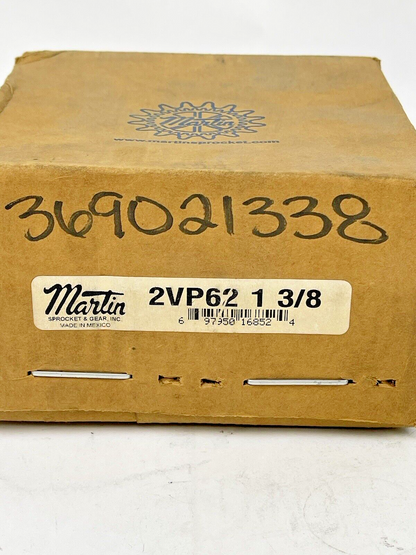 Martin
www.martinsprocket.com
369021338
Martin 2VP62 1 3/8
SPROCKET & GEAR, INC.
MADE IN MEXICO
6 97950 16852 4